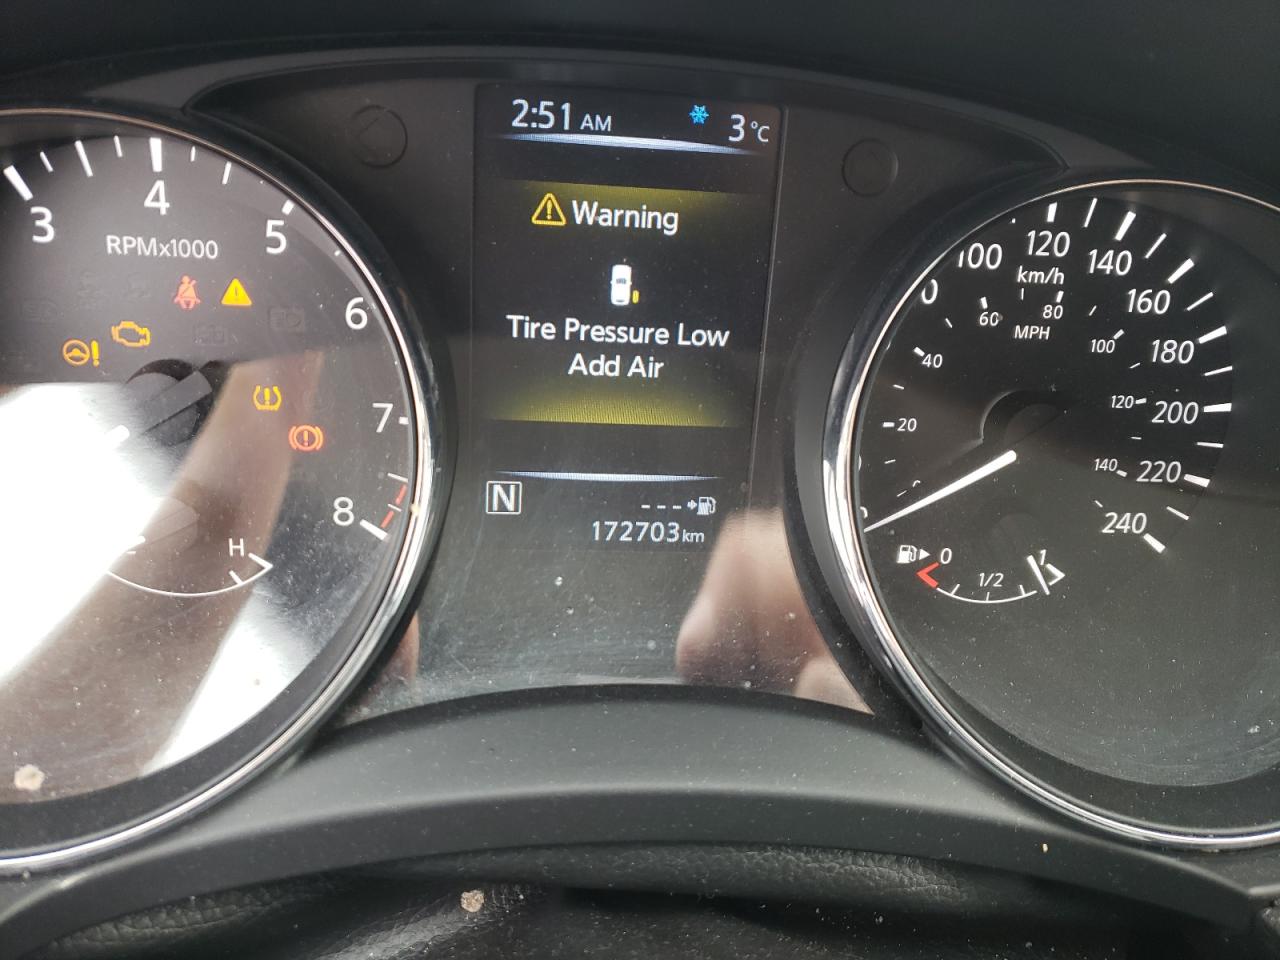 2:51 AM
3°C
Warning
Tire Pressure Low
Add Air
N
--- 
172703 km
3
4
5
6
7
8
RPMx1000
H
100
120
140
160
180
200
220
240
km/h
20
40
60
80
100
120
140
MPH
0
1/2
1